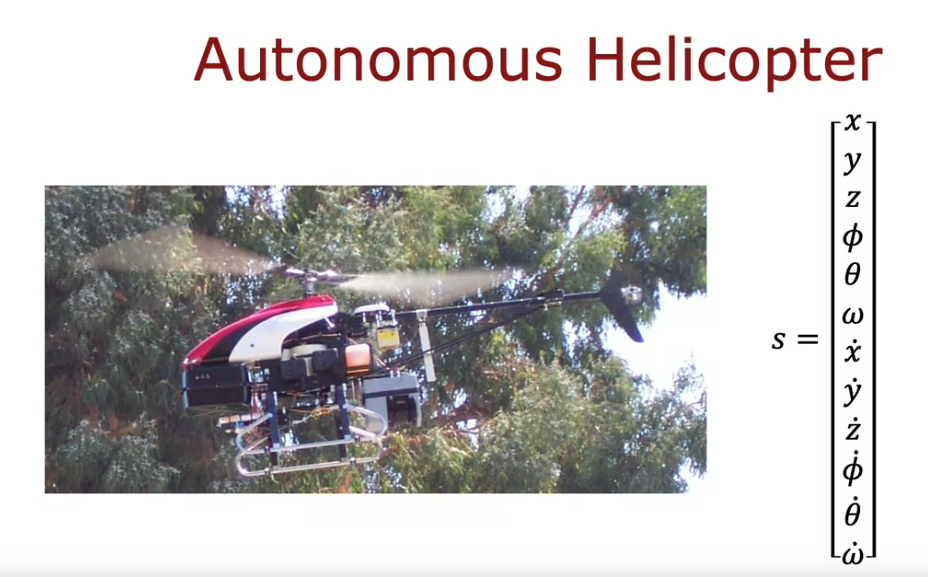 Autonomous Helicopter
x
y
z
ϕ
θ
ω
s = ẋ
ẏ
ż
ϕ̇
θ̇
ω̇